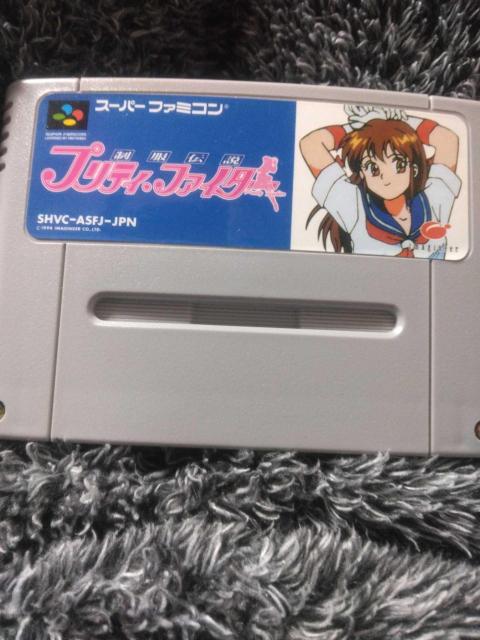 スーパーファミコン®
SUPER FAMICOM
LICENSED BY NINTENDO
制服伝説
プリティ・ファイター
SHVC-ASFJ-JPN
© 1994 IMAGINEER CO., LTD.
imagineer